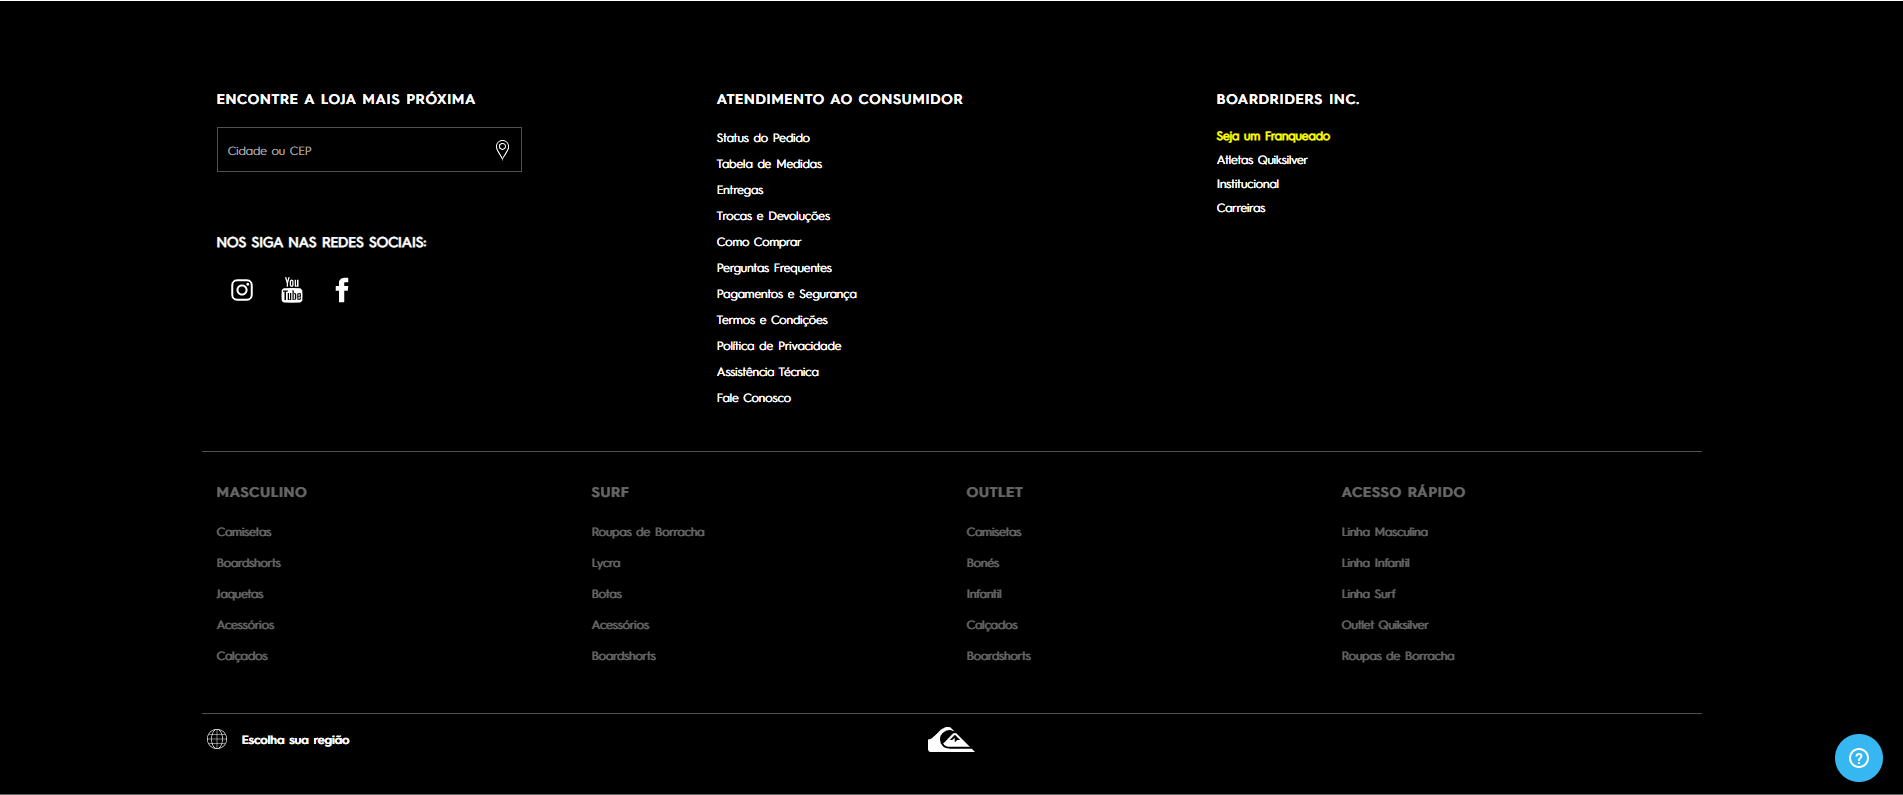 ENCONTRE A LOJA MAIS PRÓXIMA
Cidade ou CEP
NOS SIGA NAS REDES SOCIAIS:
You
Tube
ATENDIMENTO AO CONSUMIDOR
Status do Pedido
Tabela de Medidas
Entregas
Trocas e Devoluções
Como Comprar
Perguntas Frequentes
Pagamentos e Segurança
Termos e Condições
Política de Privacidade
Assistência Técnica
Fale Conosco
BOARDRIDERS INC.
Seja um Franqueado
Atletas Quiksilver
Institucional
Carreiras
MASCULINO
Camisetas
Boardshorts
Jaquetas
Acessórios
Calçados
SURF
Roupas de Borracha
Lycra
Botas
Acessórios
Boardshorts
OUTLET
Camisetas
Bonés
Infantil
Calçados
Boardshorts
ACESSO RÁPIDO
Linha Masculina
Linha Infantil
Linha Surf
Outlet Quiksilver
Roupas de Borracha
Escolha sua região
?